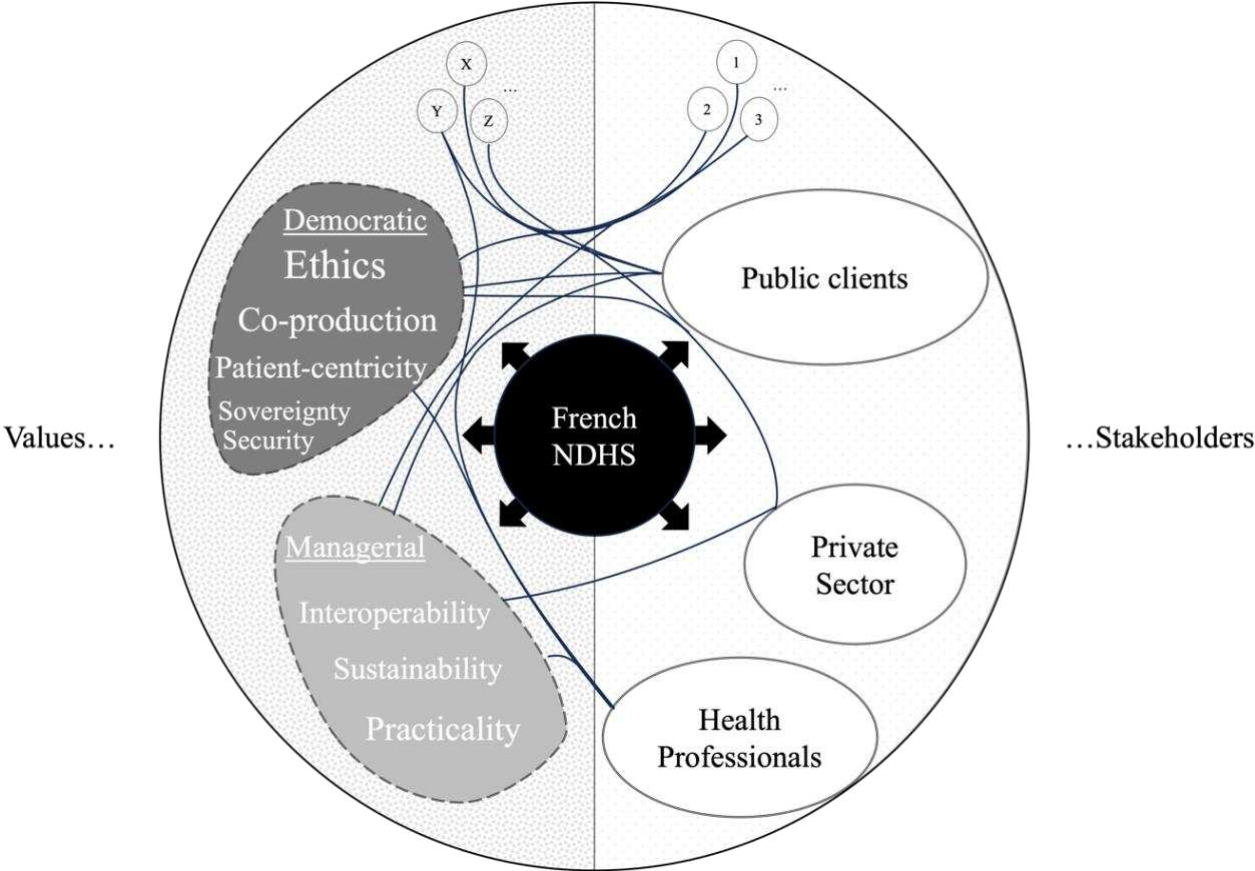 X
...
Y
Z
1
...
2
3
Democratic
Ethics
Co-production
Patient-centricity
Sovereignty
Security
Public clients
French
NDHS
Values...
...Stakeholders
Managerial
Interoperability
Sustainability
Practicality
Private
Sector
Health
Professionals